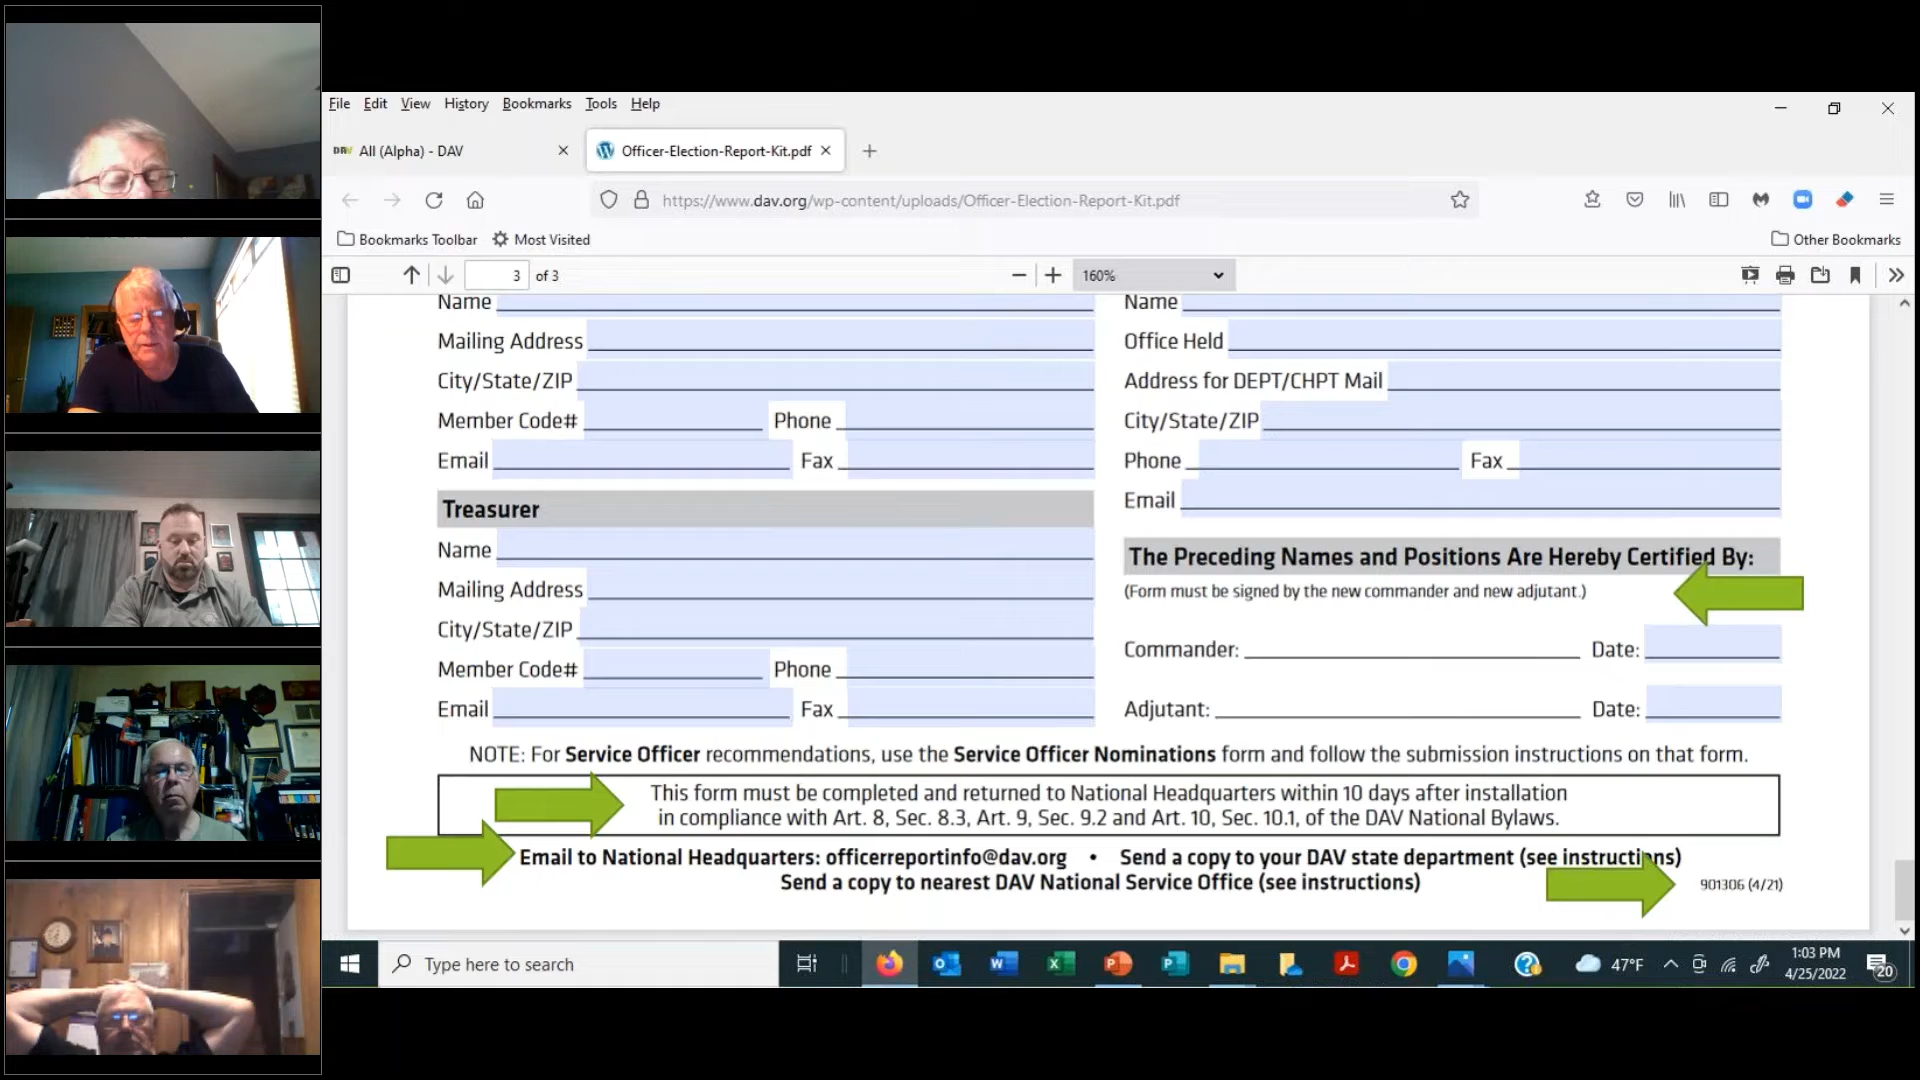 File Edit View History Bookmarks Tools Help
DAV All (Alpha) - DAV
Officer-Election-Report-Kit.pdf
https://www.dav.org/wp-content/uploads/Officer-Election-Report-Kit.pdf
Bookmarks Toolbar Most Visited Other Bookmarks
3 of 3 160%
Name
Mailing Address
City/State/ZIP
Member Code# Phone
Email Fax
Treasurer
Name
Mailing Address
City/State/ZIP
Member Code# Phone
Email Fax
Name
Office Held
Address for DEPT/CHPT Mail
City/State/ZIP
Phone Fax
Email
The Preceding Names and Positions Are Hereby Certified By:
(Form must be signed by the new commander and new adjutant.)
Commander: Date:
Adjutant: Date:
NOTE: For Service Officer recommendations, use the Service Officer Nominations form and follow the submission instructions on that form.
This form must be completed and returned to National Headquarters within 10 days after installation
in compliance with Art. 8, Sec. 8.3, Art. 9, Sec. 9.2 and Art. 10, Sec. 10.1, of the DAV National Bylaws.
Email to National Headquarters: officerreportinfo@dav.org • Send a copy to your DAV state department (see instructions)
Send a copy to nearest DAV National Service Office (see instructions)
901306 (4/21)
Type here to search
47°F
1:03 PM
4/25/2022
20